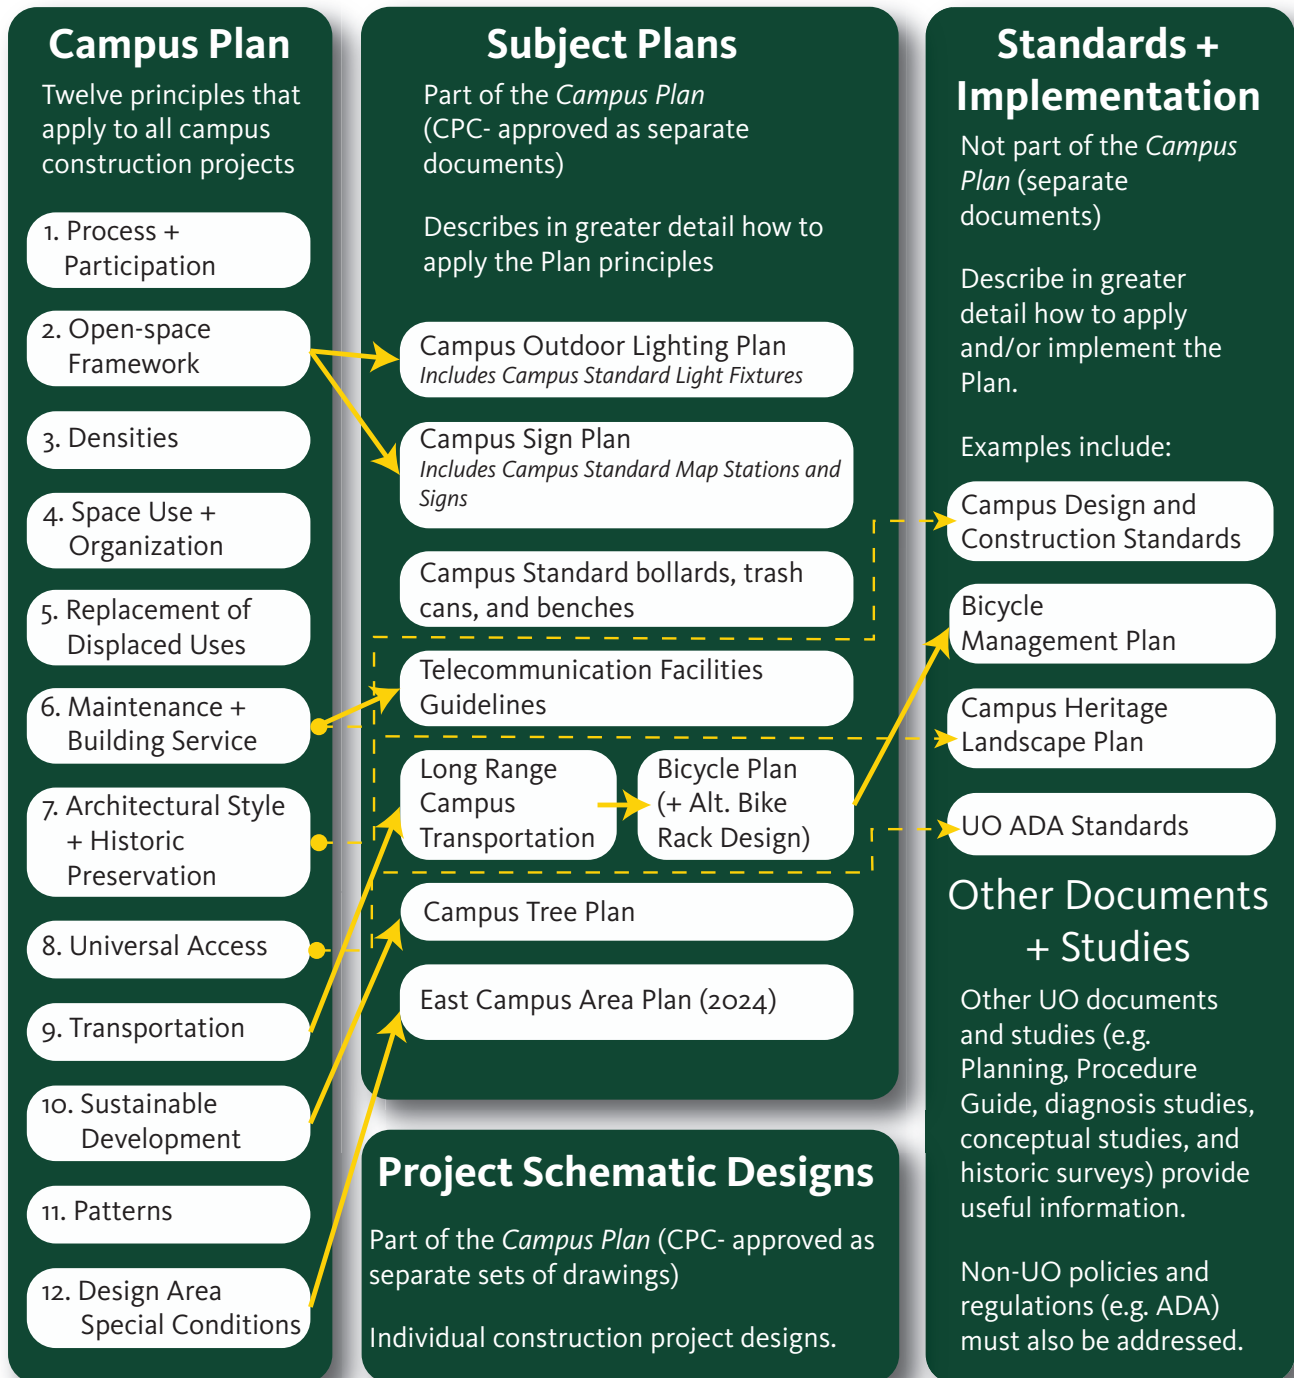 Campus Plan
Twelve principles that
apply to all campus
construction projects
1. Process +
Participation
2. Open-space
Framework
3. Densities
4. Space Use +
Organization
5. Replacement of
Displaced Uses
6. Maintenance +
Building Service
7. Architectural Style
+ Historic
Preservation
8. Universal Access
9. Transportation
10. Sustainable
Development
11. Patterns
12. Design Area
Special Conditions
Subject Plans
Part of the Campus Plan
(CPC- approved as separate
documents)
Describes in greater detail how to
apply the Plan principles
Campus Outdoor Lighting Plan
Includes Campus Standard Light Fixtures
Campus Sign Plan
Includes Campus Standard Map Stations and
Signs
Campus Standard bollards, trash
cans, and benches
Telecommunication Facilities
Guidelines
Long Range
Campus
Transportation
Bicycle Plan
(+ Alt. Bike
Rack Design)
Campus Tree Plan
East Campus Area Plan (2024)
Project Schematic Designs
Part of the Campus Plan (CPC- approved as
separate sets of drawings)
Individual construction project designs.
Standards +
Implementation
Not part of the Campus
Plan (separate
documents)
Describe in greater
detail how to apply
and/or implement the
Plan.
Examples include:
Campus Design and
Construction Standards
Bicycle
Management Plan
Campus Heritage
Landscape Plan
UO ADA Standards
Other Documents
+ Studies
Other UO documents
and studies (e.g.
Planning, Procedure
Guide, diagnosis studies,
conceptual studies, and
historic surveys) provide
useful information.
Non-UO policies and
regulations (e.g. ADA)
must also be addressed.